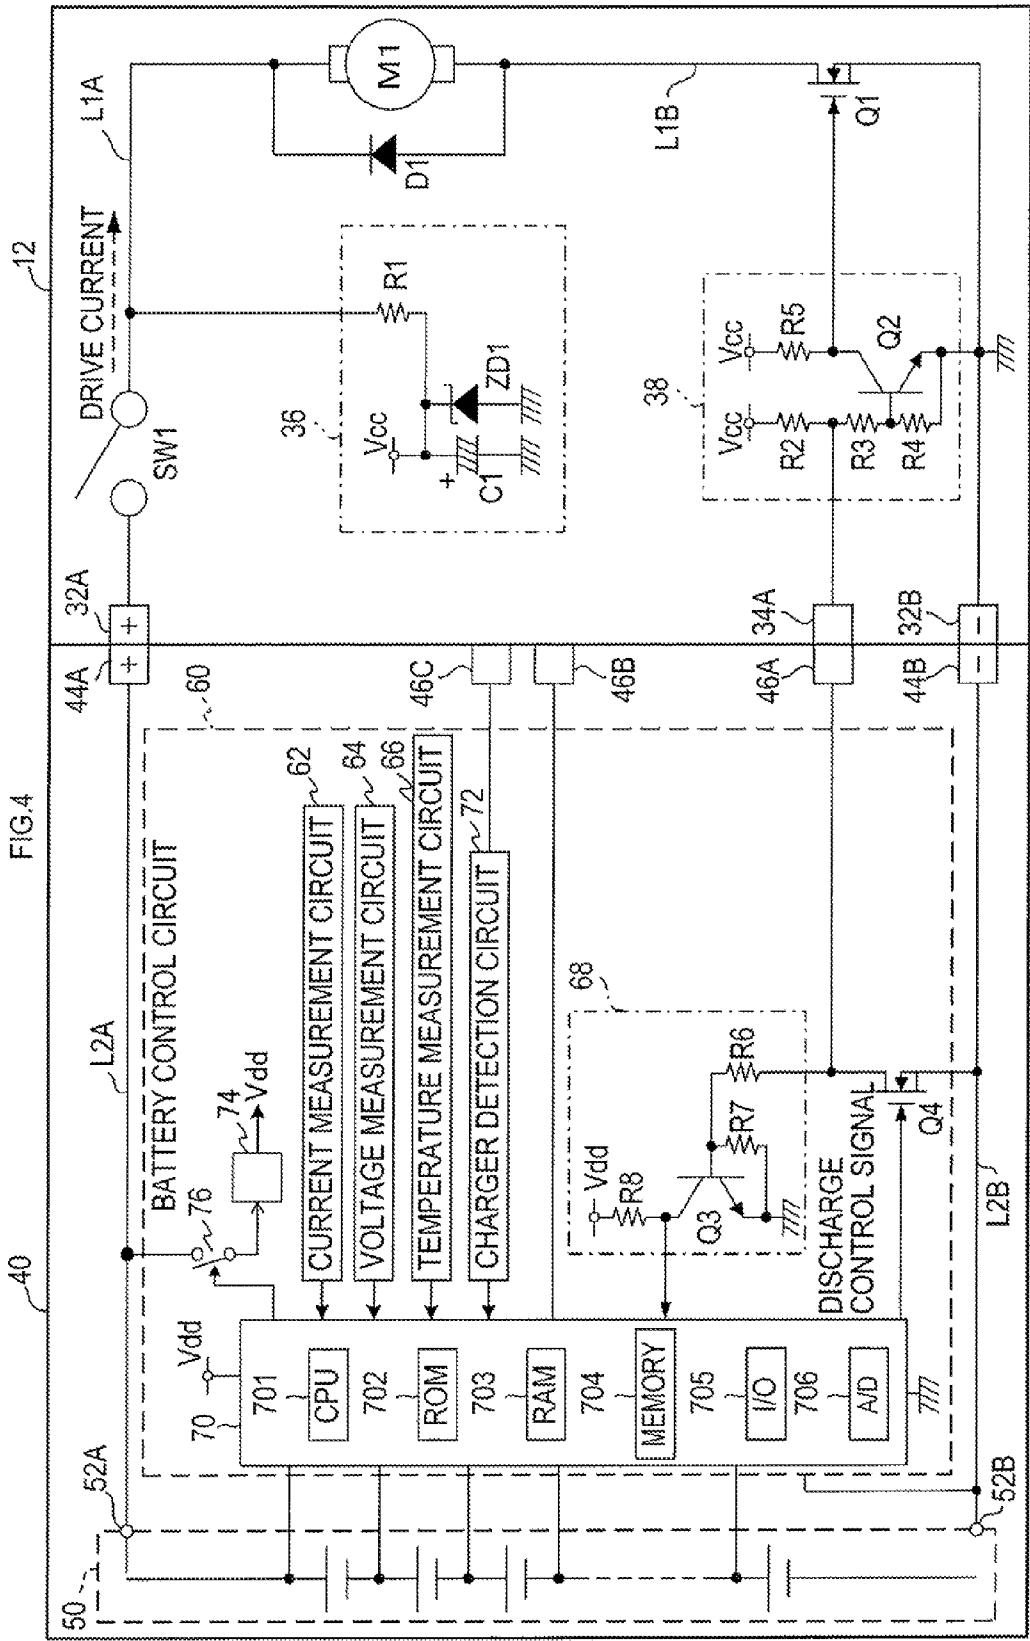 FIG.4
40
12
52A
L2A
44A
32A
DRIVE CURRENT
L1A
BATTERY CONTROL CIRCUIT
60
SW1
50
70
Vdd
76
74
Vdd
701
CPU
702
ROM
703
RAM
704
MEMORY
705
I/O
706
A/D
CURRENT MEASUREMENT CIRCUIT
62
VOLTAGE MEASUREMENT CIRCUIT
64
TEMPERATURE MEASUREMENT CIRCUIT
66
CHARGER DETECTION CIRCUIT
72
46C
46B
36
Vcc
+
C1
ZD1
R1
D1
M1
68
Vdd
R8
Q3
R7
R6
DISCHARGE
CONTROL SIGNAL
Q4
46A
34A
38
Vcc
Vcc
R2
R3
R4
R5
Q2
L1B
Q1
52B
L2B
44B
32B
+
+
−
−